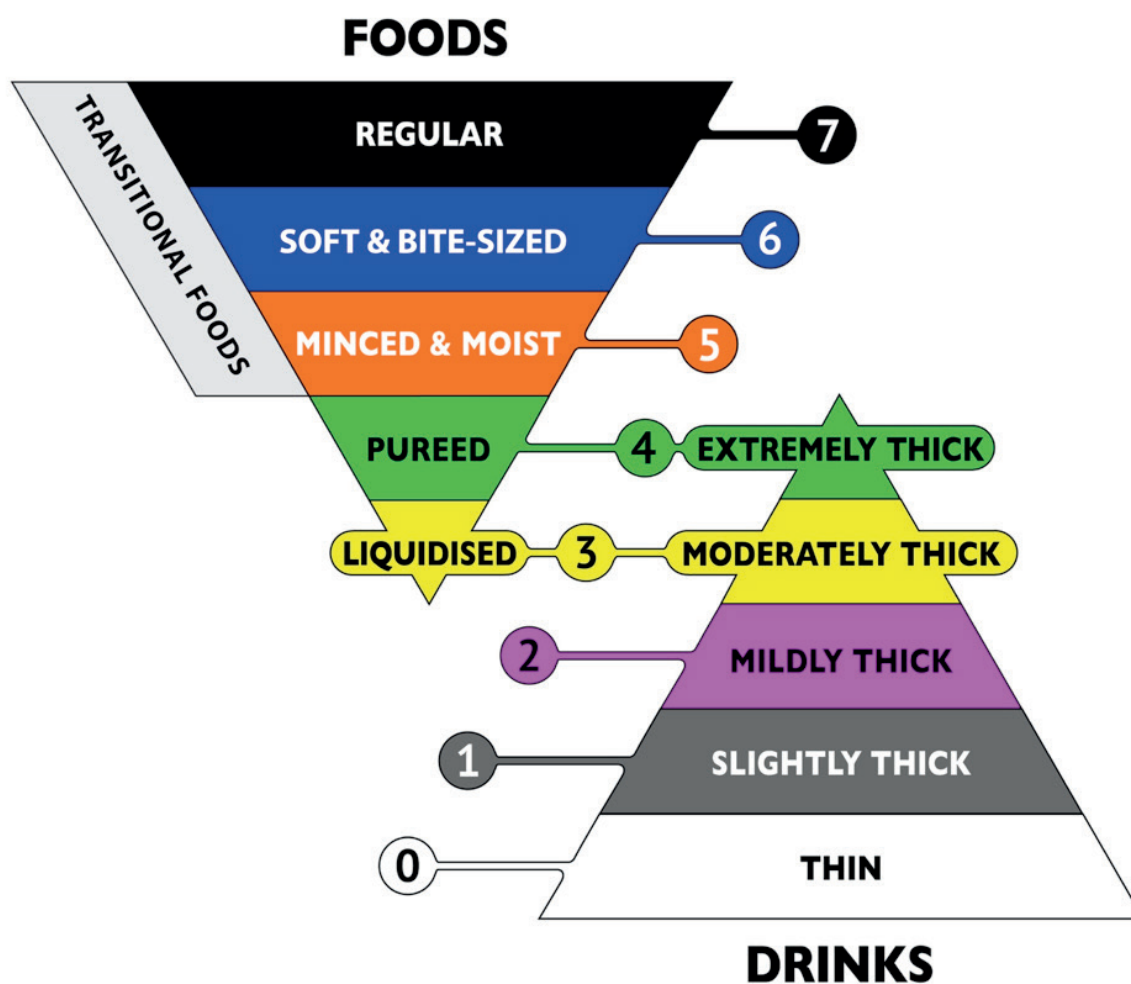 FOODS
TRANSITIONAL FOODS
REGULAR
7
SOFT & BITE-SIZED
6
MINCED & MOIST
5
PUREED
4
EXTREMELY THICK
LIQUIDISED
3
MODERATELY THICK
2
MILDLY THICK
1
SLIGHTLY THICK
0
THIN
DRINKS